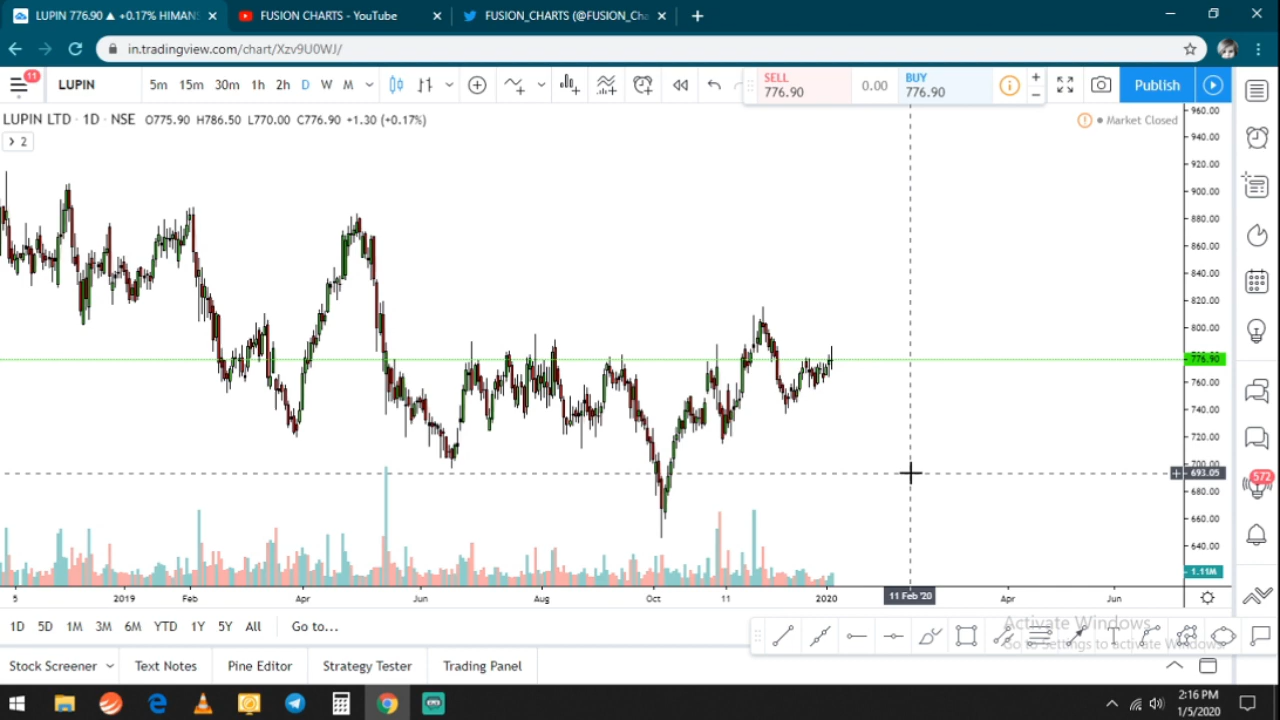 LUPIN 776.90 ▲ +0.17% HIMAN
FUSION CHARTS - YouTube
FUSION_CHARTS (@FUSION_Cha
in.tradingview.com/chart/Xzv9U0WJ/
11
LUPIN
5m 15m 30m 1h 2h D W M
SELL
776.90
0.00
BUY
776.90
Publish
LUPIN LTD · 1D · NSE O775.90 H786.50 L770.00 C776.90 +1.30 (+0.17%)
Market Closed
2
960.00
940.00
920.00
900.00
880.00
860.00
840.00
820.00
800.00
776.90
760.00
740.00
720.00
700.00
693.05
680.00
660.00
640.00
1.11M
572
5 2019 Feb Apr Jun Aug Oct 11 2020 11 Feb '20 Apr Jun
1D 5D 1M 3M 6M YTD 1Y 5Y All Go to...
Activate Windows
Go to Settings to activate Windows.
Stock Screener Text Notes Pine Editor Strategy Tester Trading Panel
2:16 PM
1/5/2020